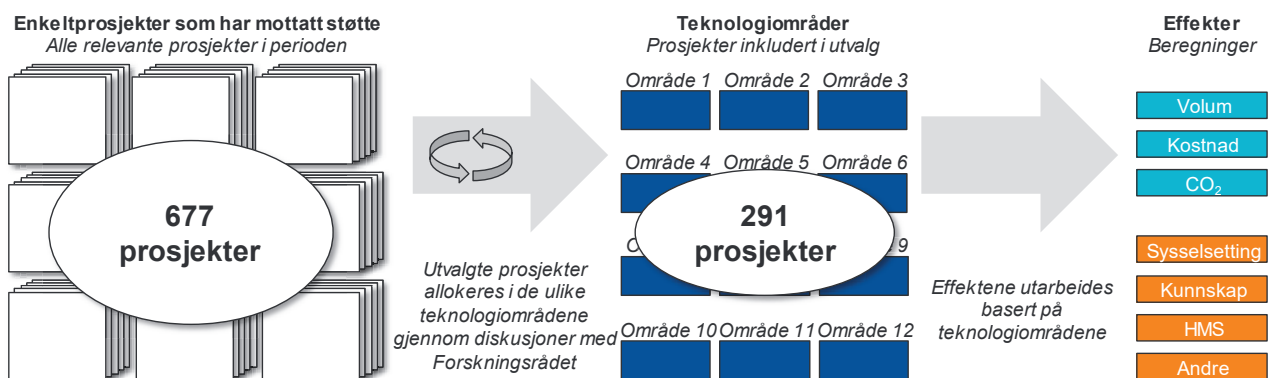 Enkeltprosjekter som har mottatt støtte
Alle relevante prosjekter i perioden
677
prosjekter
Utvalgte prosjekter
allokeres i de ulike
teknologiområdene
gjennom diskusjoner med
Forskningsrådet
Teknologiområder
Prosjekter inkludert i utvalg
Område 1 Område 2 Område 3
Område 4 Område 5 Område 6
9
291
prosjekter
Område 10 Område 11 Område 12
Effektene utarbeides
basert på
teknologiområdene
Effekter
Beregninger
Volum
Kostnad
CO₂
Sysselsetting
Kunnskap
HMS
Andre